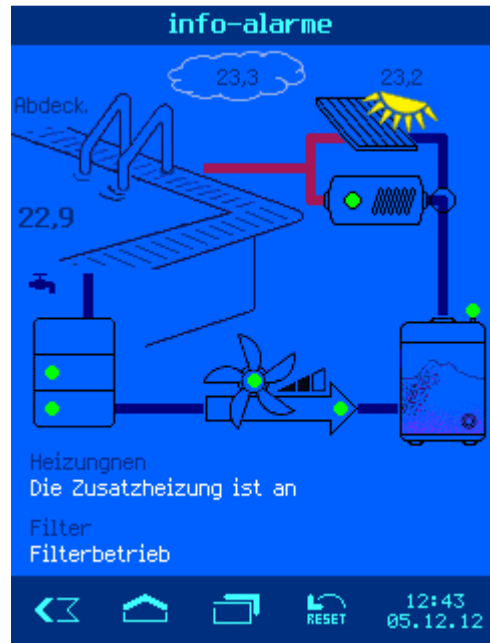 info-alarme
23,3
23,2
Abdeck.
22,9
Heizungnen
Die Zusatzheizung ist an
Filter
Filterbetrieb
RESET
12:43
05.12.12